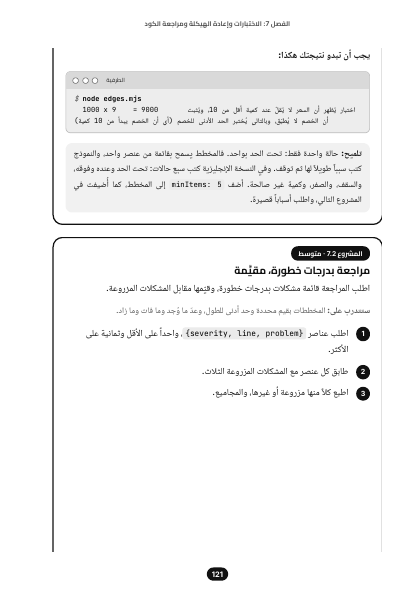 الفصل 7: الاختبارات وإعادة الهيكلة ومراجعة الكود
يجب أن تبدو نتيجتك هكذا:
الطرفية
$ node edges.mjs
1000 x 9 = 9000 اختبار يُظهر أن السعر لا يُقلَّ عند كمية أقل من 10، ويُثبت
أن الخصم لا يُطبَّق، وبالتالي يُختبر الحد الأدنى للخصم (أي أن الخصم يبدأ من 10 كمية)
تلميح: حالة واحدة فقط: تحت الحد بواحد. فالمخطط يسمح بقائمة من عنصر واحد، والنموذج
كتب سبباً طويلاً لها ثم توقف. وفي النسخة الإنجليزية كتب سبع حالات: تحت الحد وعنده وفوقه،
والسقف، والصفر، وكمية غير صالحة. أضف minItems: 5 إلى المخطط، كما أُضيفت في
المشروع التالي، واطلب أسباباً قصيرة.
المشروع 7.2 · متوسط
مراجعة بدرجات خطورة، مقيَّمة
اطلب المراجعة قائمة مشكلات بدرجات خطورة، وقيّمها مقابل المشكلات المزروعة.
ستتدرب على: المخططات بقيم محددة وحد أدنى للطول، وعدّ ما وُجد وما فات وما زاد.
1 اطلب عناصر {severity, line, problem}، واحداً على الأقل وثمانية على
الأكثر.
2 طابق كل عنصر مع المشكلات المزروعة الثلاث.
3 اطبع كلاً منها مزروعة أو غيرها، والمجاميع.
121